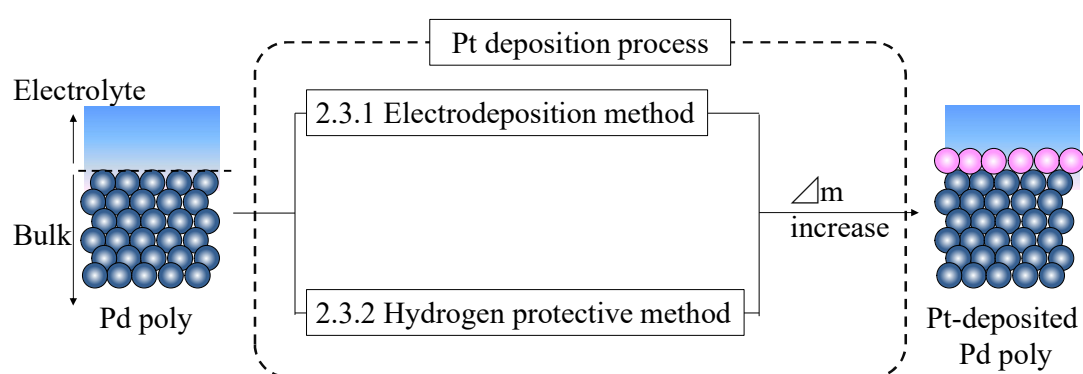 Pt deposition process
Electrolyte
2.3.1 Electrodeposition method
⊿m
increase
Bulk
2.3.2 Hydrogen protective method
Pd poly
Pt-deposited
Pd poly